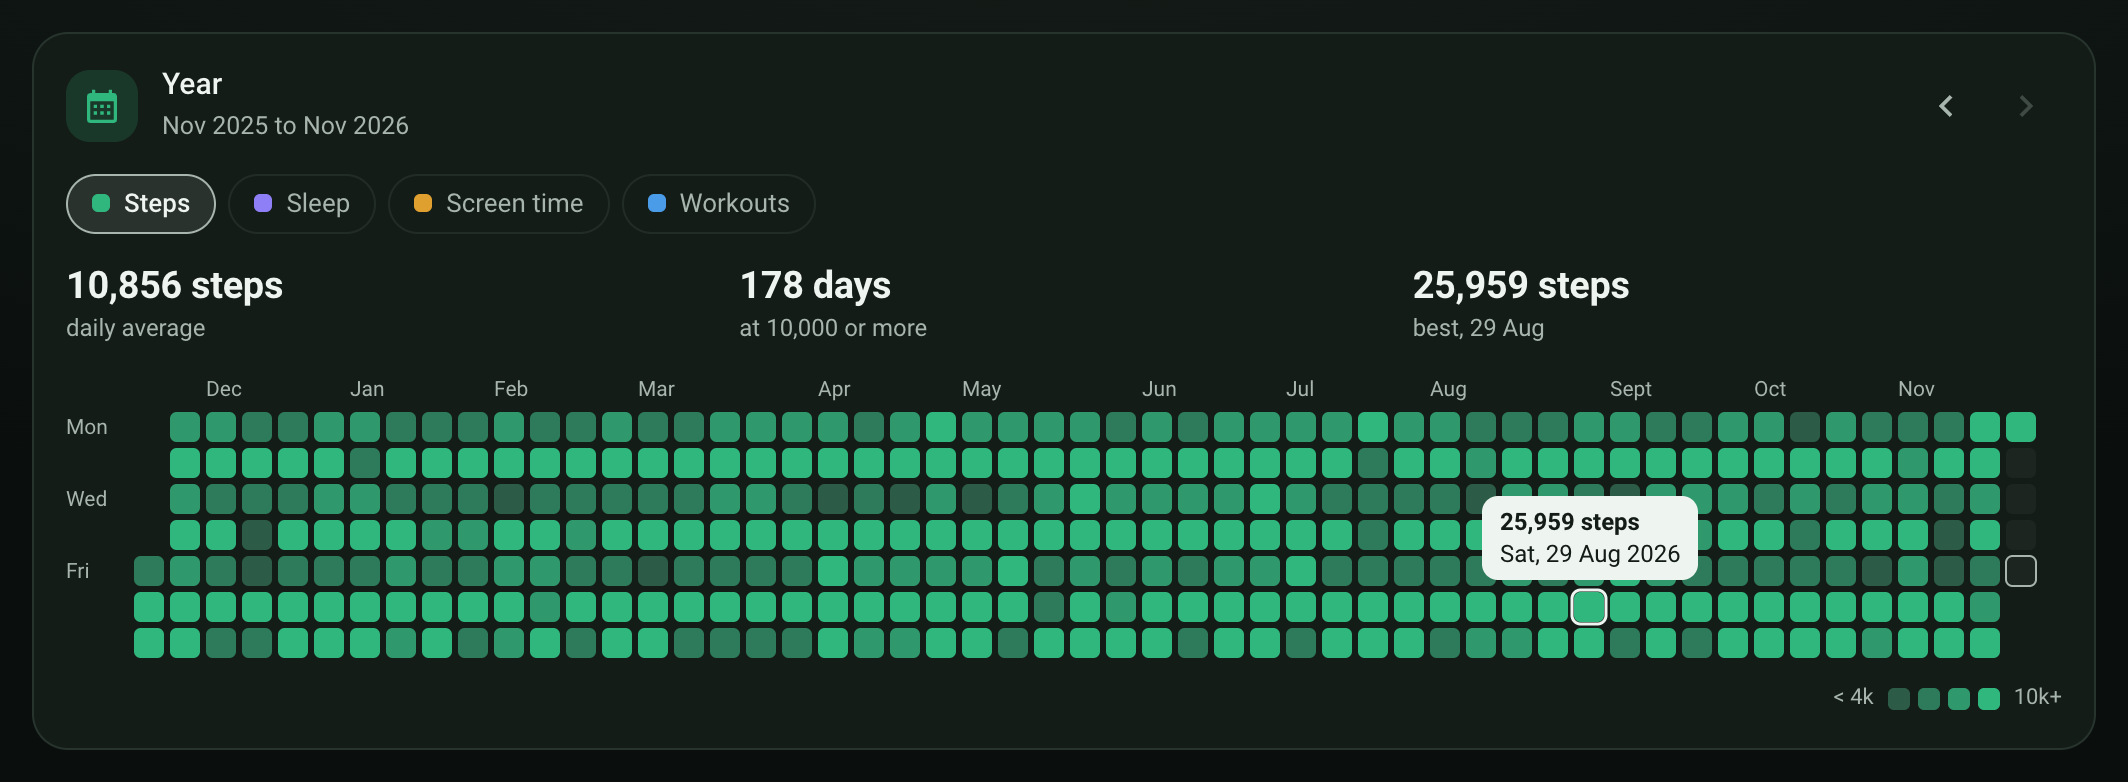 Year
Nov 2025 to Nov 2026
Steps
Sleep
Screen time
Workouts
10,856 steps
daily average
178 days
at 10,000 or more
25,959 steps
best, 29 Aug
Dec Jan Feb Mar Apr May Jun Jul Aug Sept Oct Nov
Mon
Wed
Fri
25,959 steps
Sat, 29 Aug 2026
< 4k
10k+